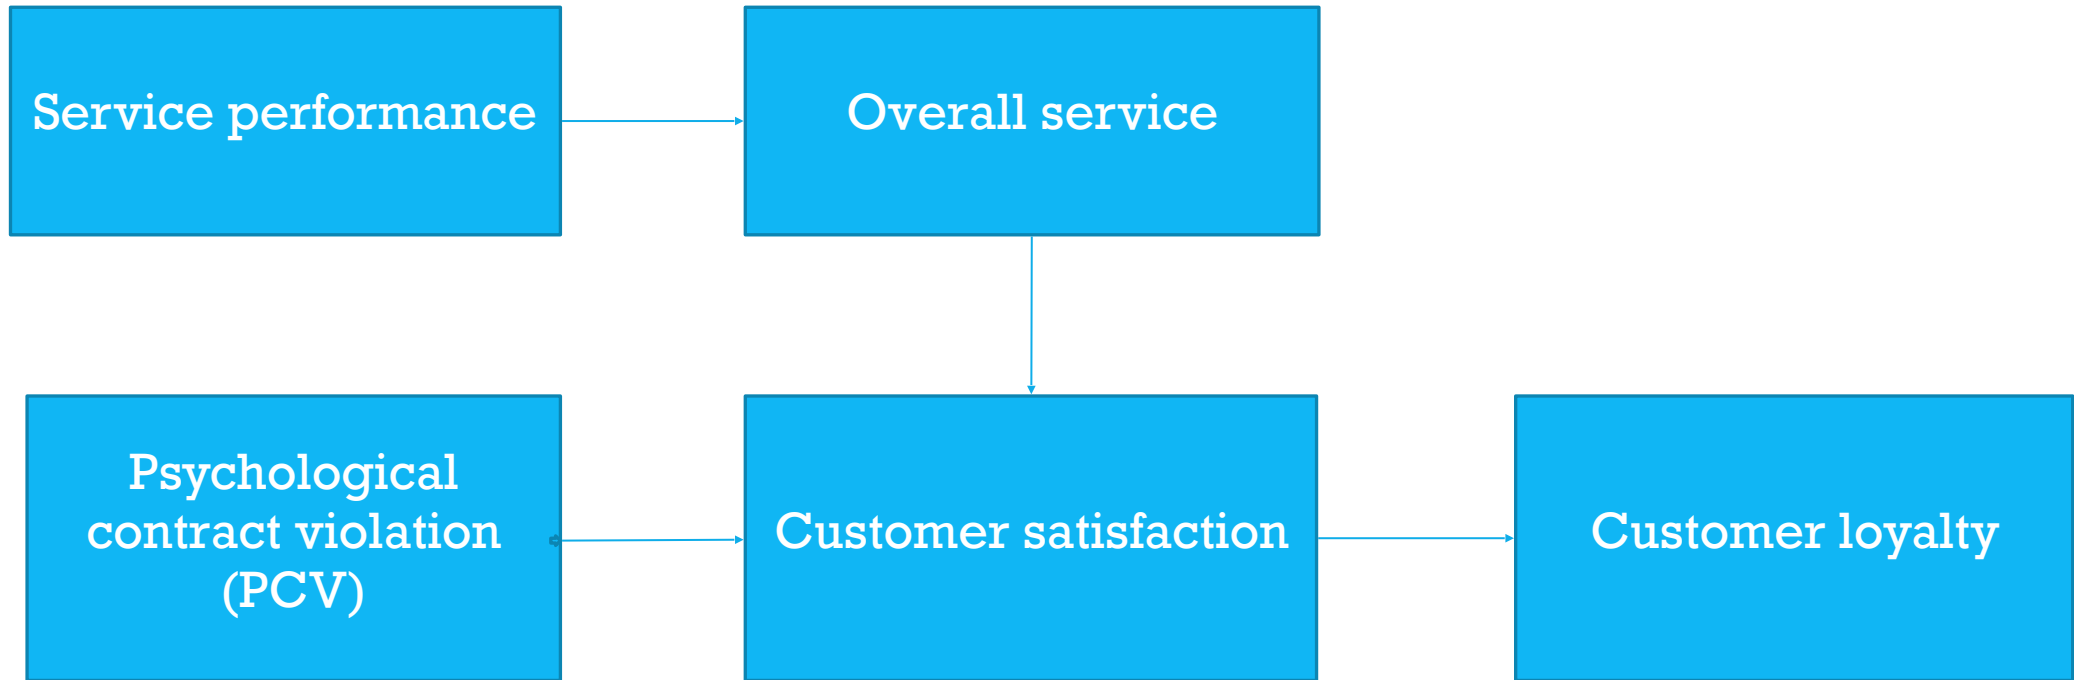 Service performance
Overall service
Psychological
contract violation
(PCV)
Customer satisfaction
Customer loyalty